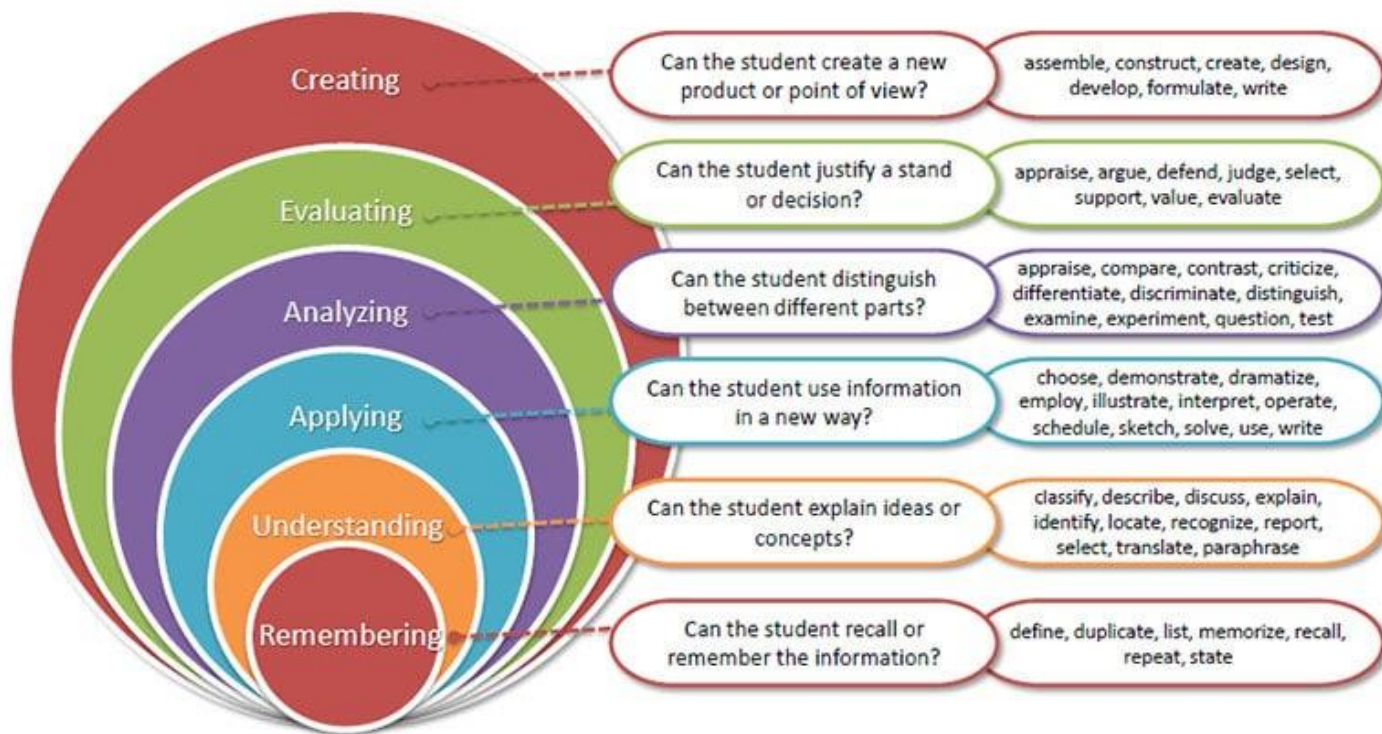 Creating
Can the student create a new
product or point of view?
assemble, construct, create, design,
develop, formulate, write
Evaluating
Can the student justify a stand
or decision?
appraise, argue, defend, judge, select,
support, value, evaluate
Analyzing
Can the student distinguish
between different parts?
appraise, compare, contrast, criticize,
differentiate, discriminate, distinguish,
examine, experiment, question, test
Applying
Can the student use information
in a new way?
choose, demonstrate, dramatize,
employ, illustrate, interpret, operate,
schedule, sketch, solve, use, write
Understanding
Can the student explain ideas or
concepts?
classify, describe, discuss, explain,
identify, locate, recognize, report,
select, translate, paraphrase
Remembering
Can the student recall or
remember the information?
define, duplicate, list, memorize, recall,
repeat, state